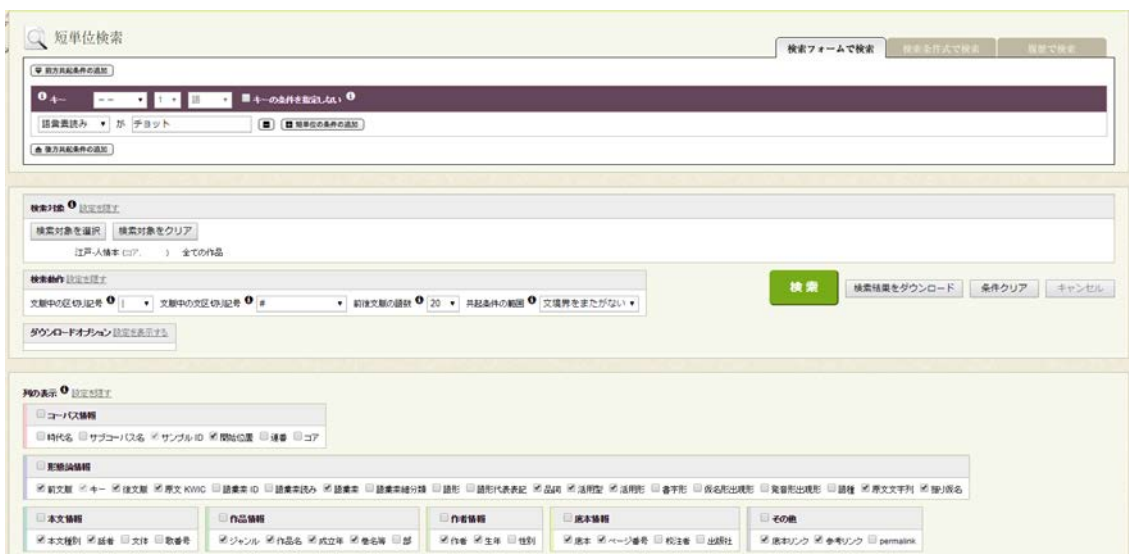 短単位検索
検索フォームで検索 検索条件式で検索 履歴で検索
前方共起条件の追加
キー -- 1 語 キーの条件を指定しない
語彙素読み が チョット 短単位の条件の追加
後方共起条件の追加
検索対象 設定を隠す
検索対象を選択 検索対象をクリア
江戸-人情本 (コア, ) 全ての作品
検索動作 設定を隠す
文脈中の区切り記号 | 文脈中の文区切り記号 # 前後文脈の語数 20 共起条件の範囲 文境界をまたがない
検索 検索結果をダウンロード 条件クリア キャンセル
ダウンロードオプション 設定を表示する
列の表示 設定を隠す
コーパス情報
時代名 サブコーパス名 サンプル ID 開始位置 連番 コア
形態論情報
前文脈 キー 後文脈 原文 KWIC 語彙素 ID 語彙素読み 語彙素 語彙素細分類 語形 語形代表表記 品詞 活用型 活用形 書字形 仮名形出現形 発音形出現形 語種 原文文字列 振り仮名
本文情報 作品情報 作者情報 底本情報 その他
本文種別 話者 文体 歌番号 ジャンル 作品名 成立年 巻名等 部 作者 生年 性別 底本 ページ番号 校注者 出版社 底本リンク 参考リンク permalink